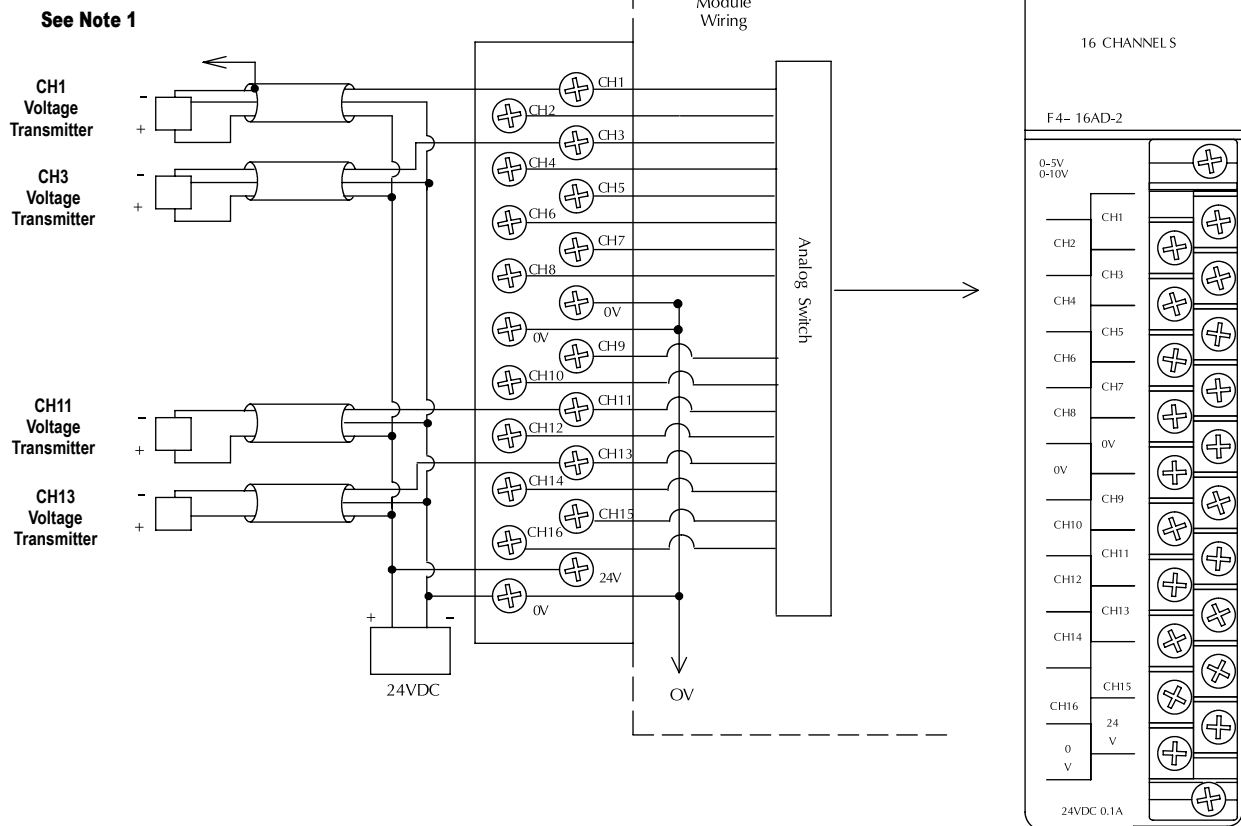 See Note 1
Module
Wiring
CH1
Voltage
Transmitter
-
+
CH3
Voltage
Transmitter
-
+
CH11
Voltage
Transmitter
-
+
CH13
Voltage
Transmitter
-
+
CH1
CH2
CH3
CH4
CH5
CH6
CH7
CH8
0V
0V
CH9
CH10
CH11
CH12
CH13
CH14
CH15
CH16
24V
0V
+
-
24VDC
OV
Analog Switch
16 CHANNELS
F4-16AD-2
0-5V
0-10V
CH1
CH2
CH3
CH4
CH5
CH6
CH7
CH8
0V
0V
CH9
CH10
CH11
CH12
CH13
CH14
CH15
CH16
24
V
0
V
24VDC 0.1A